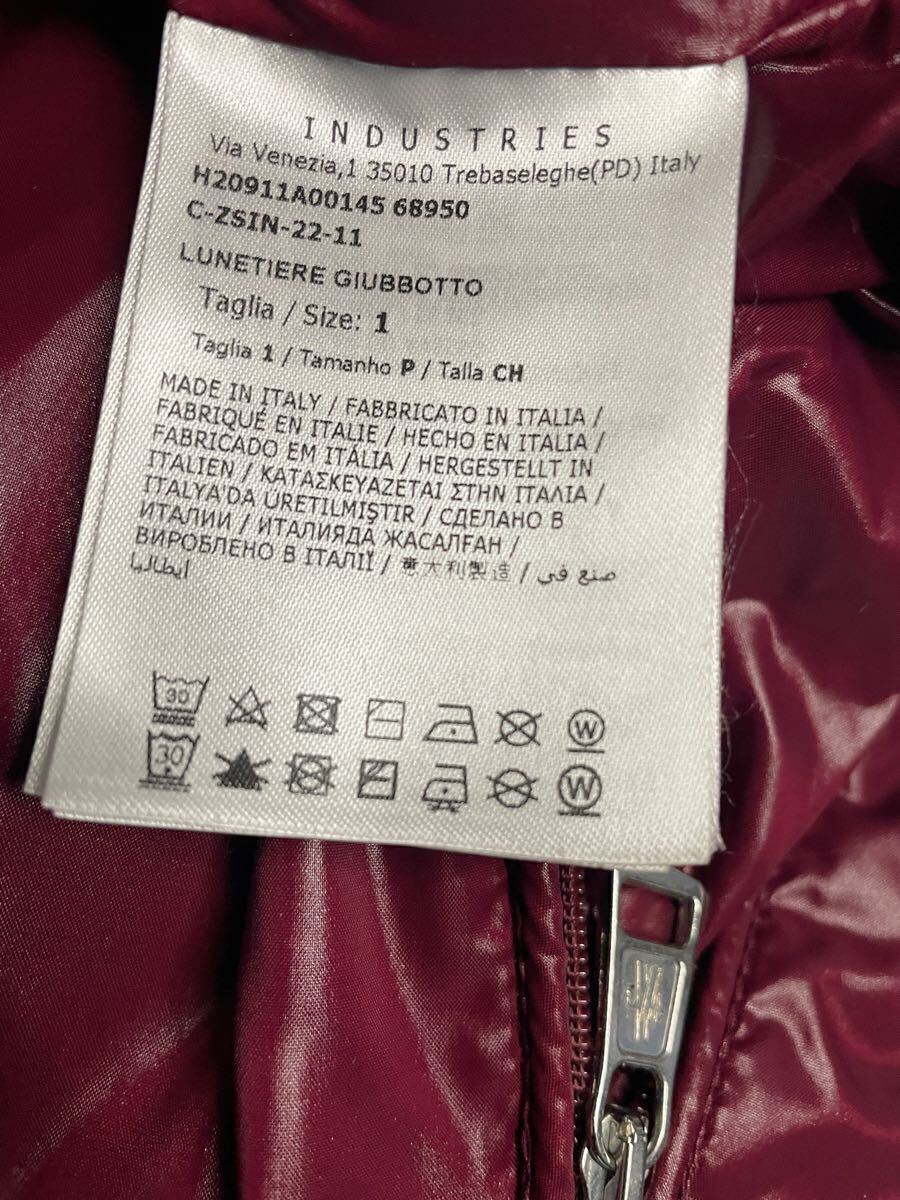 INDUSTRIES
Via Venezia,1 35010 Trebaseleghe(PD) Italy
H20911A00145 68950
C-ZSIN-22-11
LUNETIERE GIUBBOTTO
Taglia / Size: 1
Taglia 1 / Tamanho P / Talla CH
MADE IN ITALY / FABBRICATO IN ITALIA /
FABRIQUÉ EN ITALIE / HECHO EN ITALIA /
FABRICADO EM ITÁLIA / HERGESTELLT IN
ITALIEN / ΚΑΤΑΣΚΕΥΑΖΕΤΑΙ ΣΤΗΝ ΙΤΑΛΙΑ /
ITALYA'DA ÜRETILMIŞTIR / СДЕЛАНО В
ИТАЛИИ / ИТАЛИЯДА ЖАСАЛҒАН /
ВИРОБЛЕНО В ІТАЛІЇ / 意大利製造 / صنع في
ايطاليا
30
W
30
W